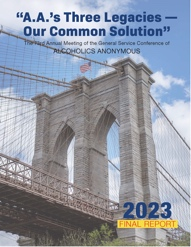 “A.A.’s Three Legacies —
Our Common Solution”
The 73rd Annual Meeting of the General Service Conference of
ALCOHOLICS ANONYMOUS
2023
FINAL REPORT